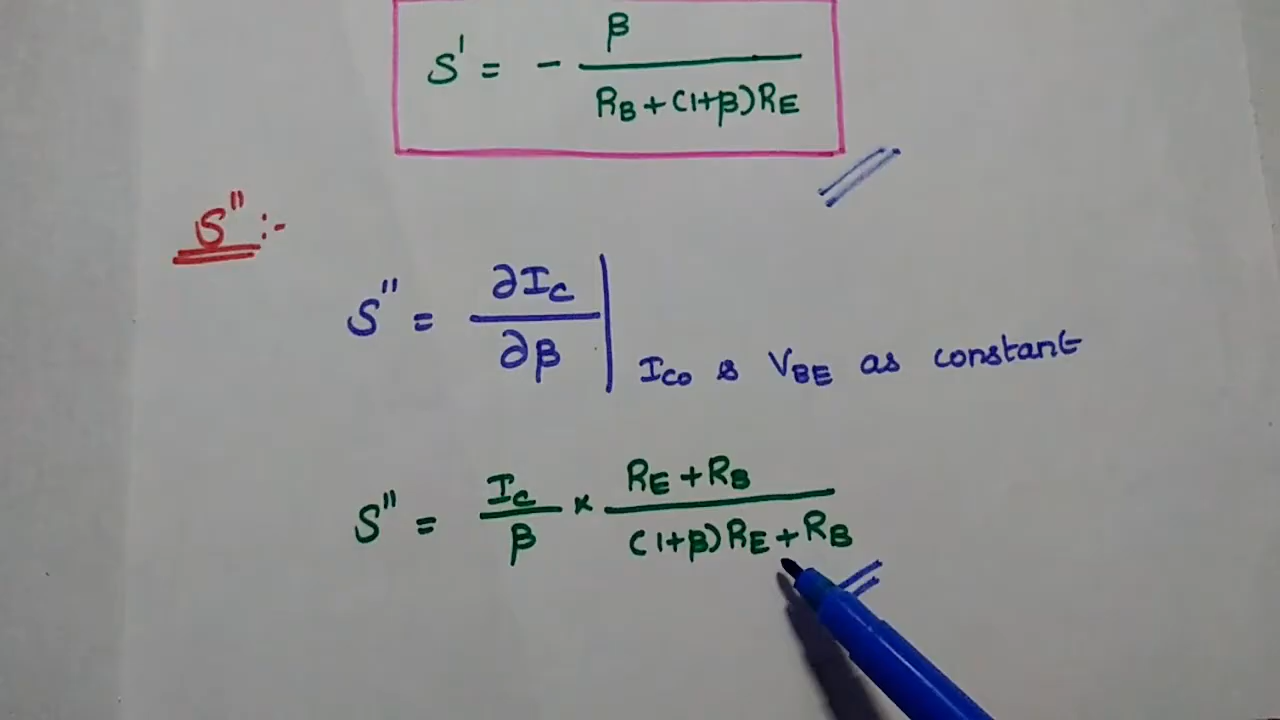 S' = - β / (R_B + (1+β)R_E)
S" :-
S" = ∂I_C / ∂β | I_CO & V_BE as constant
S" = I_C / β × (R_E + R_B) / ((1+β)R_E + R_B)